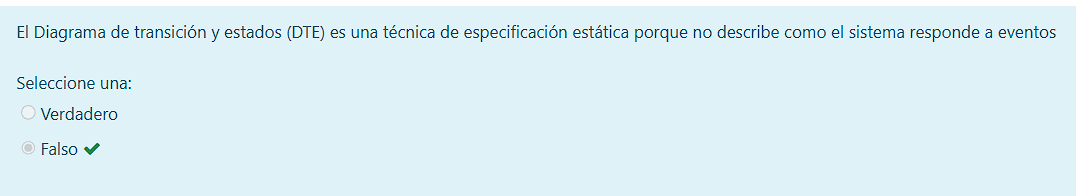 El Diagrama de transición y estados (DTE) es una técnica de especificación estática porque no describe como el sistema responde a eventos
Seleccione una:
Verdadero
Falso